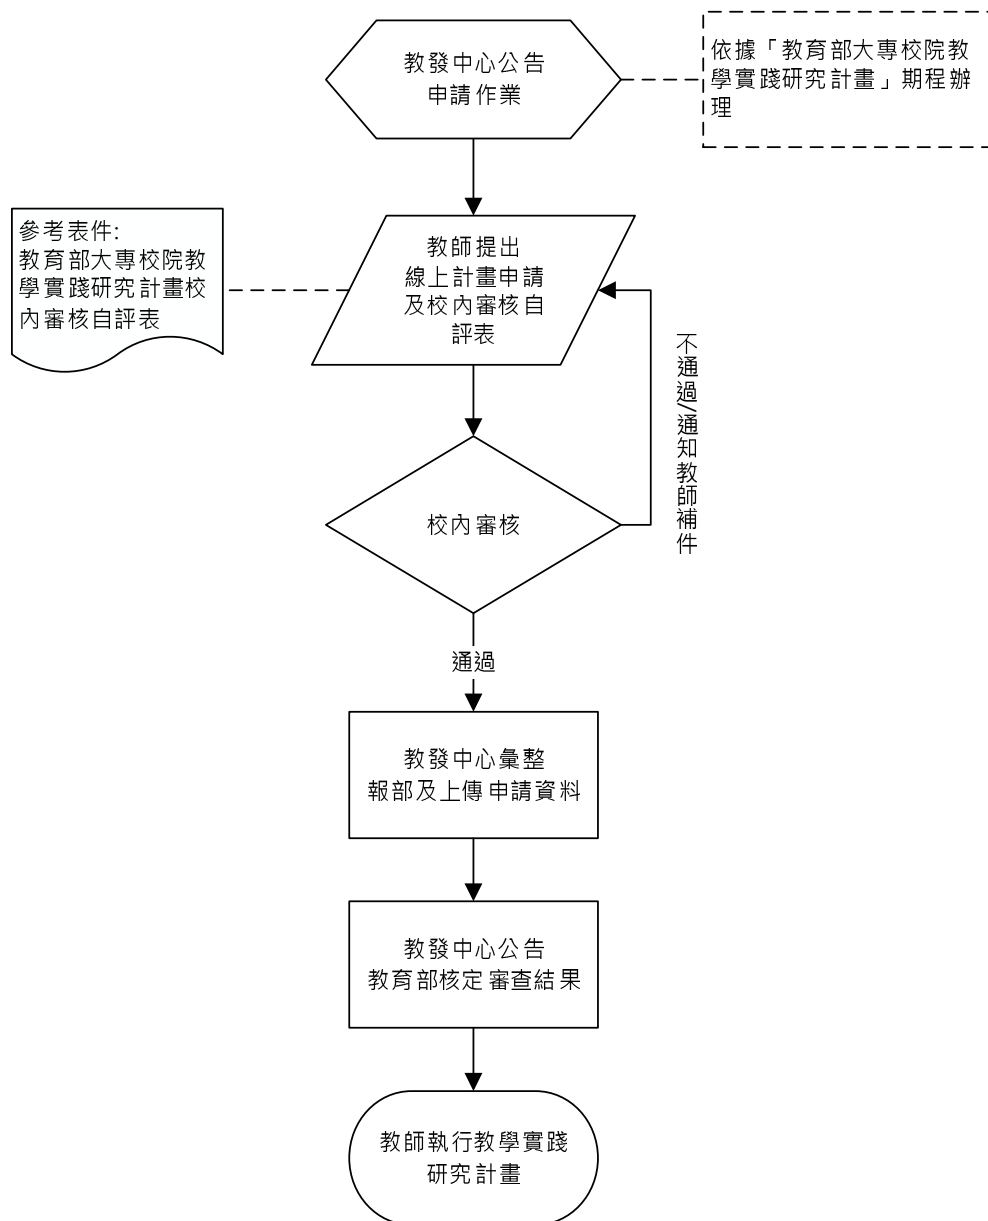 教發中心公告
申請作業
依據「教育部大專校院教
學實踐研究計畫」期程辦
理
參考表件:
教育部大專校院教
學實踐研究計畫校
內審核自評表
教師提出
線上計畫申請
及校內審核自
評表
不通過/通知教師補件
校內審核
通過
教發中心彙整
報部及上傳申請資料
教發中心公告
教育部核定審查結果
教師執行教學實踐
研究計畫